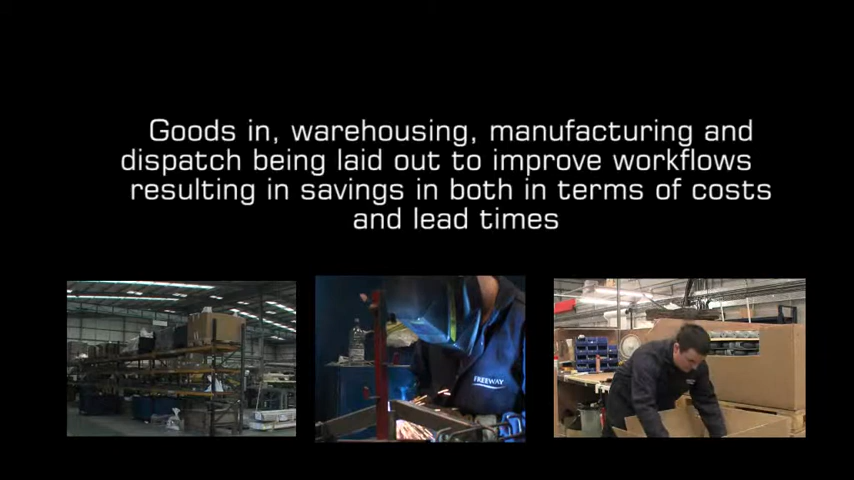 Goods in, warehousing, manufacturing and
dispatch being laid out to improve workflows
resulting in savings in both in terms of costs
and lead times
FREEWAY